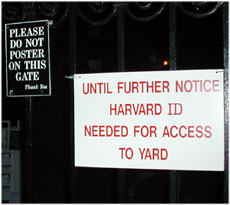 PLEASE
DO NOT
POSTER
ON THIS
GATE
Thank You
UNTIL FURTHER NOTICE
HARVARD ID
NEEDED FOR ACCESS
TO YARD